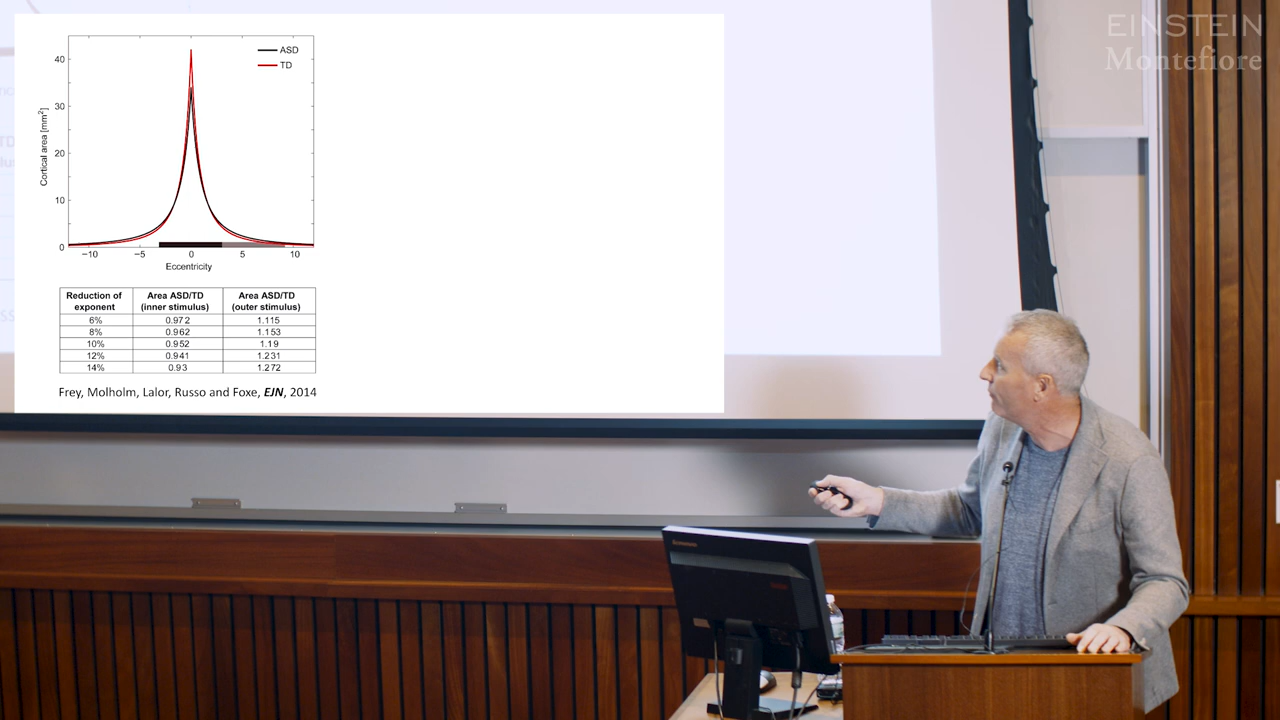 EINSTEIN
Montefiore
ASD
TD
40
30
20
10
0
Cortical area [mm²]
−10 −5 0 5 10
Eccentricity
Reduction of exponent Area ASD/TD (inner stimulus) Area ASD/TD (outer stimulus)
6% 0.972 1.115
8% 0.962 1.153
10% 0.952 1.19
12% 0.941 1.231
14% 0.93 1.272
Frey, Molholm, Lalor, Russo and Foxe, EJN, 2014